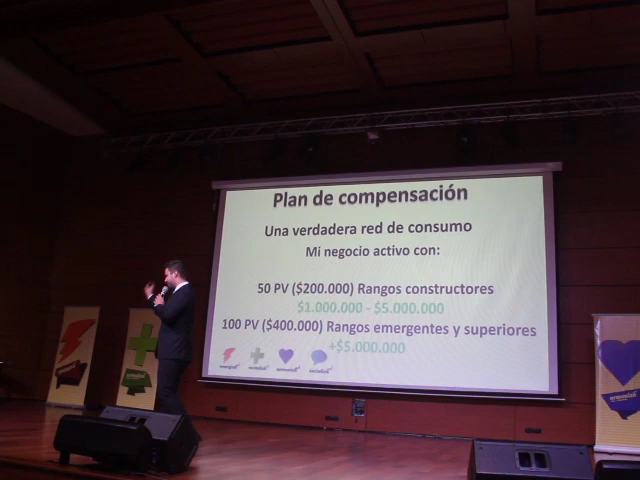 Plan de compensación
Una verdadera red de consumo
Mi negocio activo con:
50 PV ($200.000) Rangos constructores
$1.000.000 - $5.000.000
100 PV ($400.000) Rangos emergentes y superiores
+$5.000.000